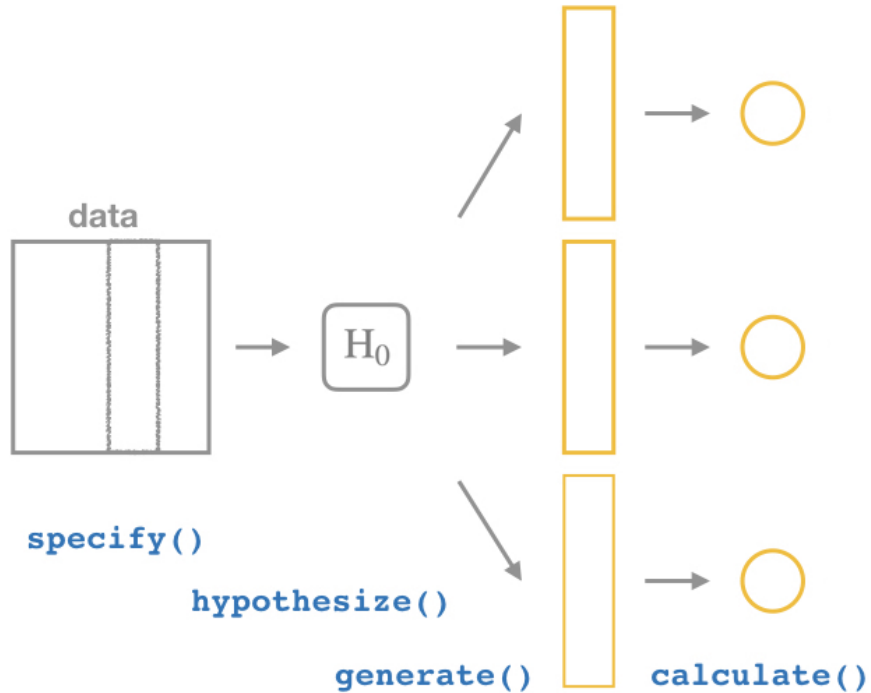 data
H₀
specify()
hypothesize()
generate()
calculate()